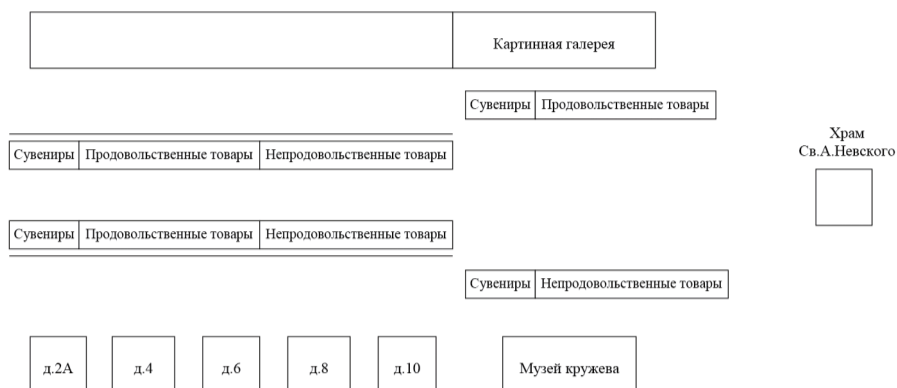 Картинная галерея
Сувениры Продовольственные товары
Храм
Св.А.Невского
Сувениры Продовольственные товары Непродовольственные товары
Сувениры Продовольственные товары Непродовольственные товары
Сувениры Непродовольственные товары
д.2А д.4 д.6 д.8 д.10 Музей кружева